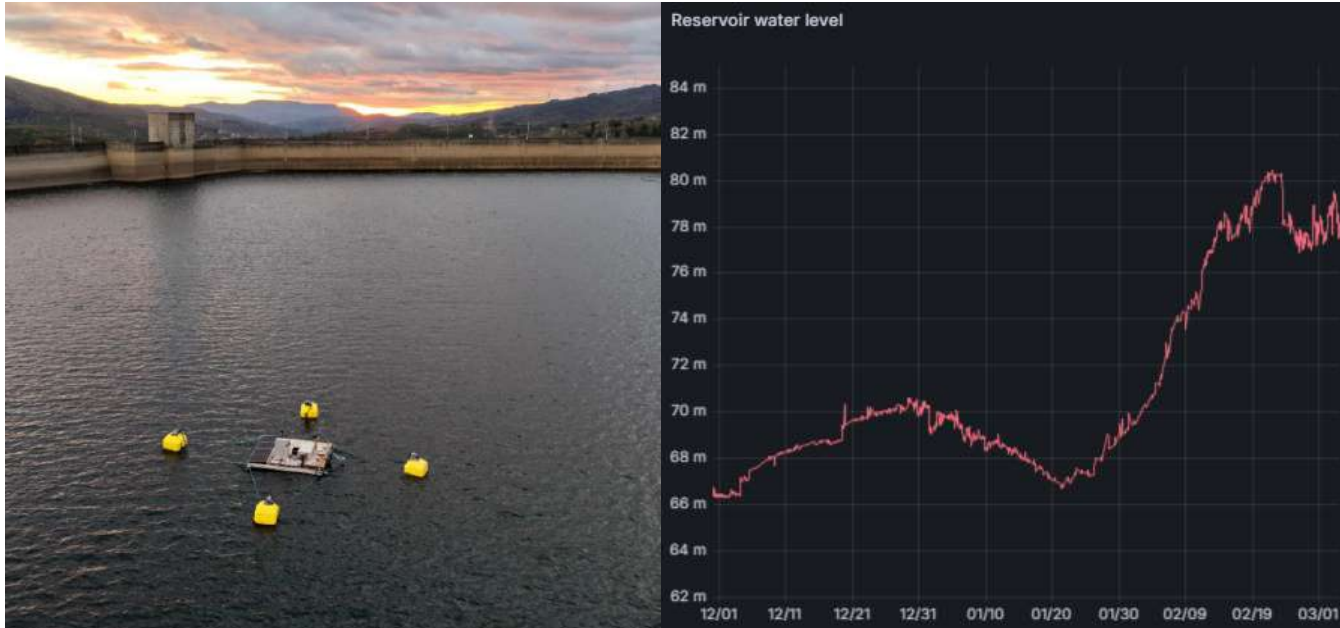 Reservoir water level
84 m
82 m
80 m
78 m
76 m
74 m
72 m
70 m
68 m
66 m
64 m
62 m
12/01 12/11 12/21 12/31 01/10 01/20 01/30 02/09 02/19 03/01